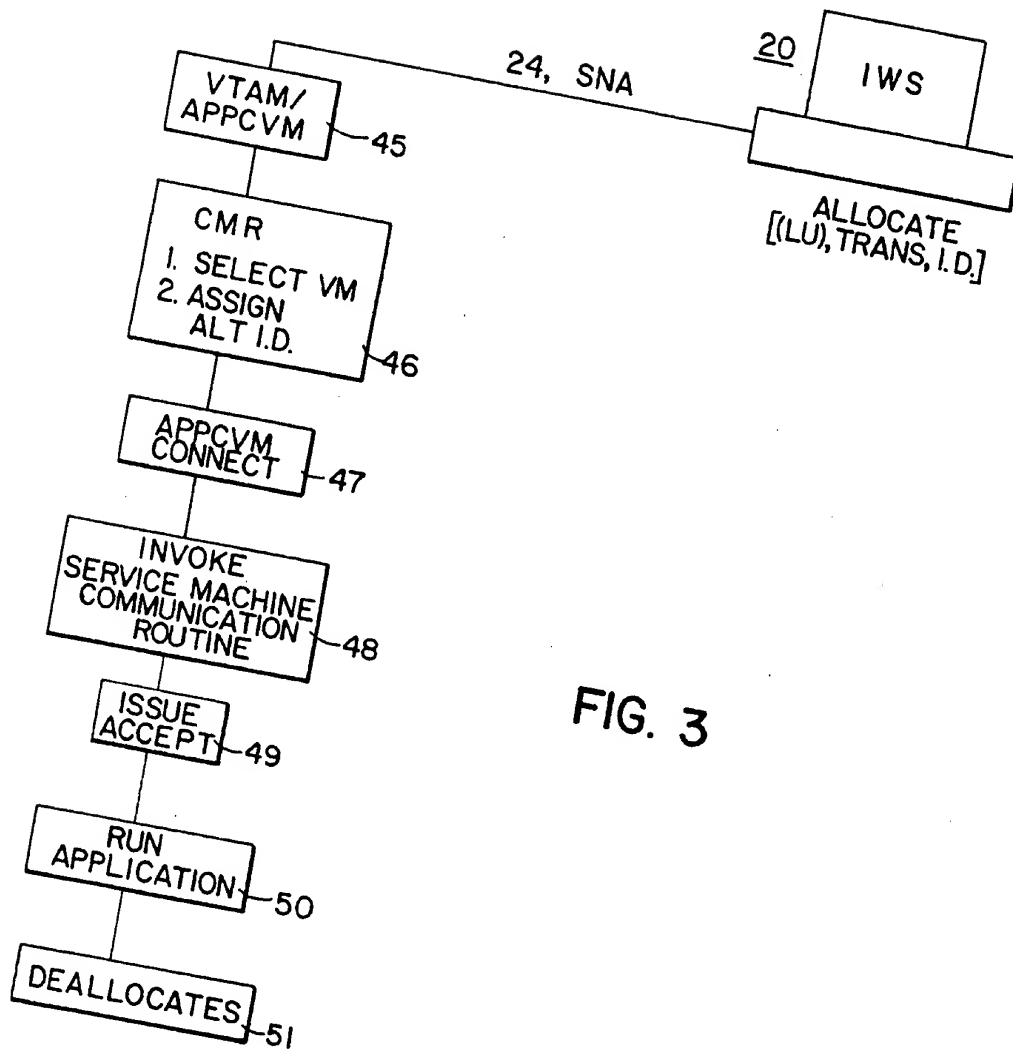 20
IWS
24, SNA
ALLOCATE
[(LU), TRANS, I.D.]
VTAM/
APPCVM
45
CMR
1. SELECT VM
2. ASSIGN
ALT I.D.
46
APPCVM
CONNECT
47
INVOKE
SERVICE MACHINE
COMMUNICATION
ROUTINE
48
ISSUE
ACCEPT
49
RUN
APPLICATION
50
DEALLOCATES
51
FIG. 3